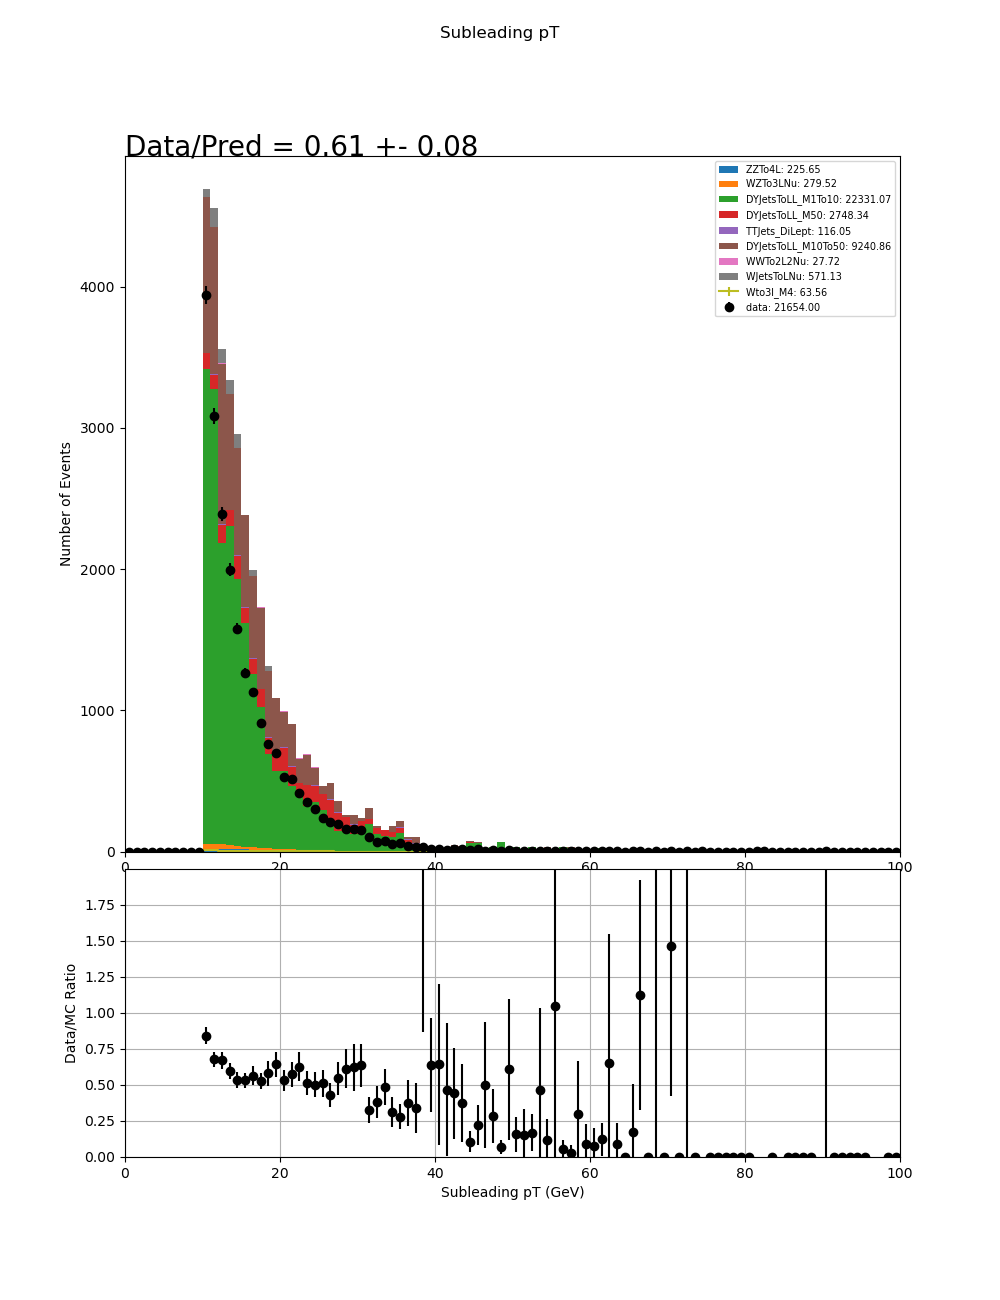 Subleading pT
Data/Pred = 0.61 +- 0.08
ZZTo4L: 225.65
WZTo3LNu: 279.52
DYJetsToLL_M1To10: 22331.07
DYJetsToLL_M50: 2748.34
TTJets_DiLept: 116.05
DYJetsToLL_M10To50: 9240.86
WWTo2L2Nu: 27.72
WJetsToLNu: 571.13
Wto3l_M4: 63.56
data: 21654.00
Number of Events
4000
3000
2000
1000
0
0 20 40 60 80 100
Data/MC Ratio
1.75
1.50
1.25
1.00
0.75
0.50
0.25
0.00
0 20 40 60 80 100
Subleading pT (GeV)